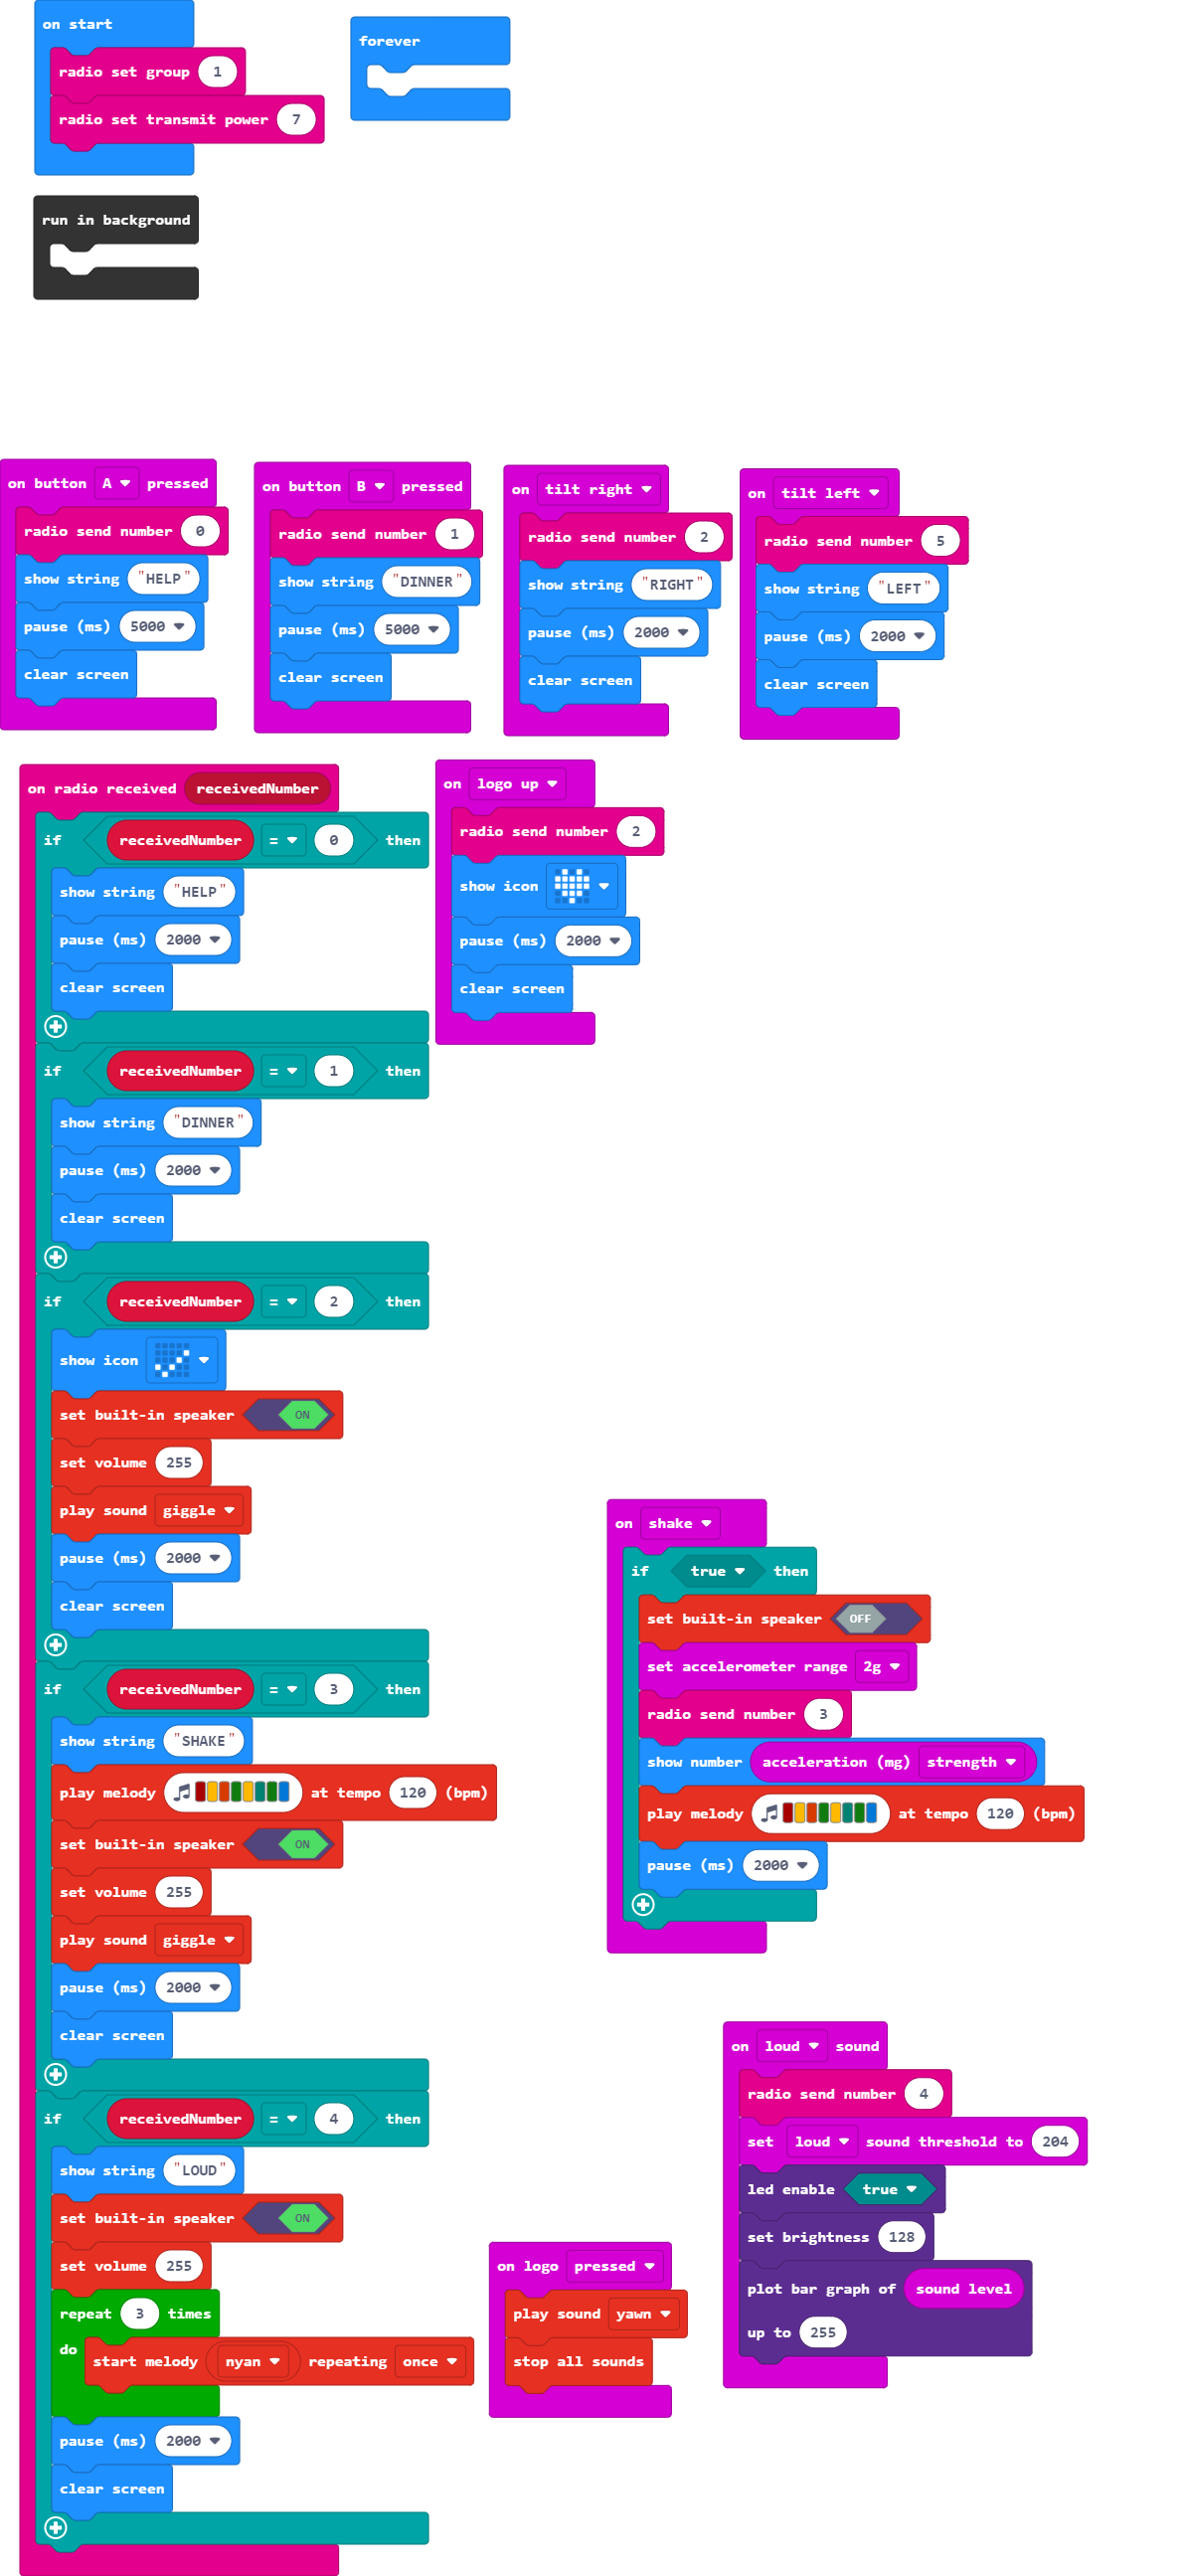 on start
radio set group 1
radio set transmit power 7
forever
run in background
on button A pressed
radio send number 0
show string "HELP"
pause (ms) 5000
clear screen
on button B pressed
radio send number 1
show string "DINNER"
pause (ms) 5000
clear screen
on tilt right
radio send number 2
show string "RIGHT"
pause (ms) 2000
clear screen
on tilt left
radio send number 5
show string "LEFT"
pause (ms) 2000
clear screen
on radio received receivedNumber
if receivedNumber = 0 then
show string "HELP"
pause (ms) 2000
clear screen
if receivedNumber = 1 then
show string "DINNER"
pause (ms) 2000
clear screen
if receivedNumber = 2 then
show icon
set built-in speaker ON
set volume 255
play sound giggle
pause (ms) 2000
clear screen
if receivedNumber = 3 then
show string "SHAKE"
play melody at tempo 120 (bpm)
set built-in speaker ON
set volume 255
play sound giggle
pause (ms) 2000
clear screen
if receivedNumber = 4 then
show string "LOUD"
set built-in speaker ON
set volume 255
repeat 3 times
do
start melody nyan repeating once
pause (ms) 2000
clear screen
on logo up
radio send number 2
show icon
pause (ms) 2000
clear screen
on shake
if true then
set built-in speaker OFF
set accelerometer range 2g
radio send number 3
show number acceleration (mg) strength
play melody at tempo 120 (bpm)
pause (ms) 2000
on loud sound
radio send number 4
set loud sound threshold to 204
led enable true
set brightness 128
plot bar graph of sound level
up to 255
on logo pressed
play sound yawn
stop all sounds